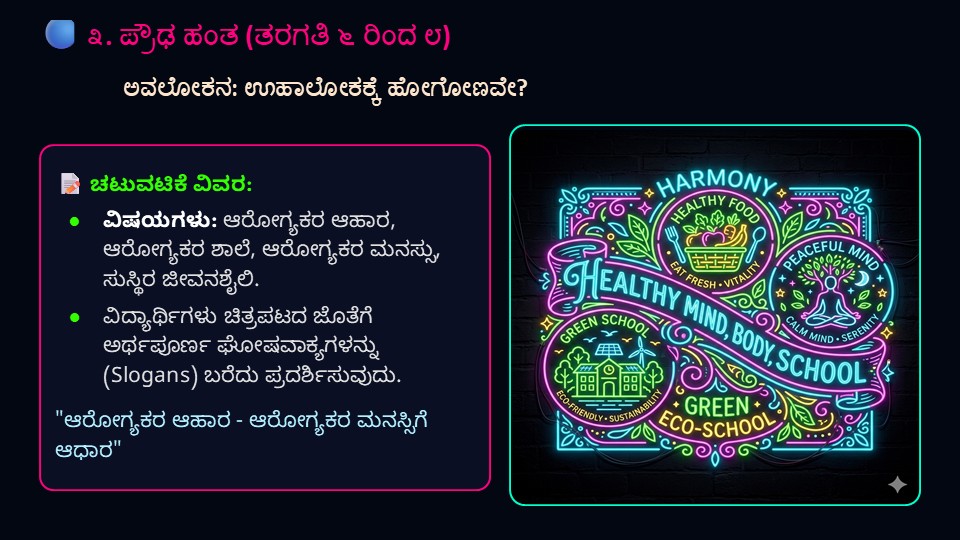 ೩. ಪ್ರೌಢ ಹಂತ (ತರಗತಿ ೬ ರಿಂದ ೮)
ಅವಲೋಕನ: ಊಹಾಲೋಕಕ್ಕೆ ಹೋಗೋಣವೇ?
ಚಟುವಟಿಕೆ ವಿವರ:
ವಿಷಯಗಳು: ಆರೋಗ್ಯಕರ ಆಹಾರ,
ಆರೋಗ್ಯಕರ ಶಾಲೆ, ಆರೋಗ್ಯಕರ ಮನಸ್ಸು,
ಸುಸ್ಥಿರ ಜೀವನಶೈಲಿ.
ವಿದ್ಯಾರ್ಥಿಗಳು ಚಿತ್ರಪಟದ ಜೊತೆಗೆ
ಅರ್ಥಪೂರ್ಣ ಘೋಷವಾಕ್ಯಗಳನ್ನು
(Slogans) ಬರೆದು ಪ್ರದರ್ಶಿಸುವುದು.
"ಆರೋಗ್ಯಕರ ಆಹಾರ - ಆರೋಗ್ಯಕರ ಮನಸ್ಸಿಗೆ
ಆಧಾರ"
HARMONY
HEALTHY FOOD
EAT FRESH • VITALITY
PEACEFUL MIND
CALM MIND • SERENITY
HEALTHY MIND, BODY, SCHOOL
GREEN SCHOOL
ECO-FRIENDLY • SUSTAINABILITY
GREEN
ECO-SCHOOL